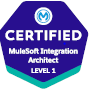 CERTIFIED
MuleSoft Integration
Architect
LEVEL 1